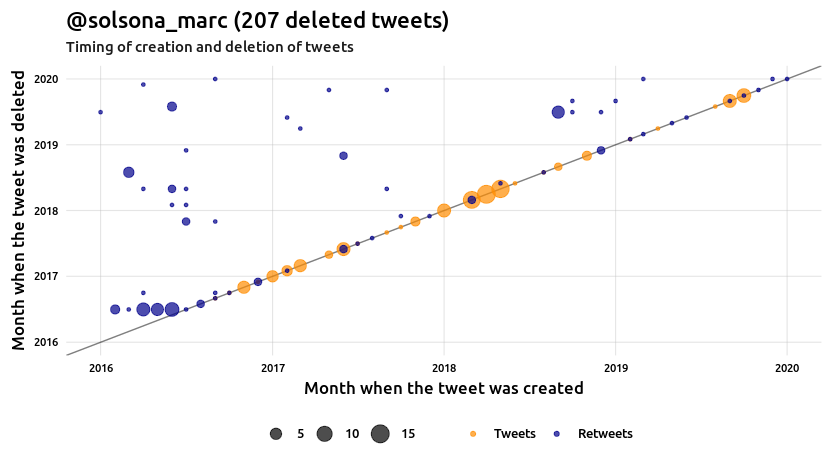 @solsona_marc (207 deleted tweets)
Timing of creation and deletion of tweets
Month when the tweet was deleted
2020
2019
2018
2017
2016
2016 2017 2018 2019 2020
Month when the tweet was created
5 10 15 Tweets Retweets